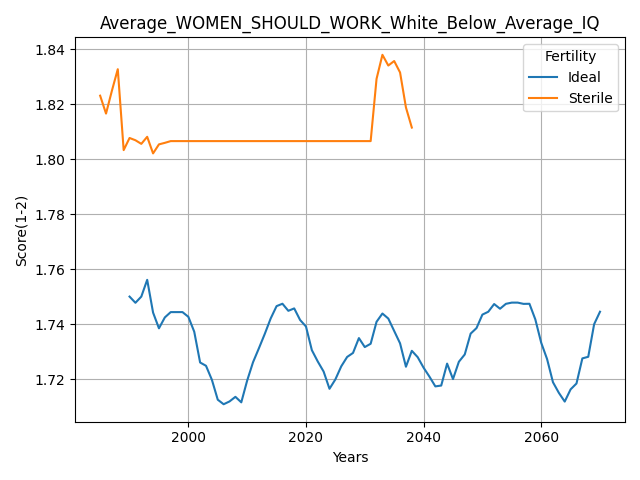 Average_WOMEN_SHOULD_WORK_White_Below_Average_IQ
Score(1-2)
1.84
1.82
1.80
1.78
1.76
1.74
1.72
Fertility
Ideal
Sterile
2000
2020
2040
2060
Years